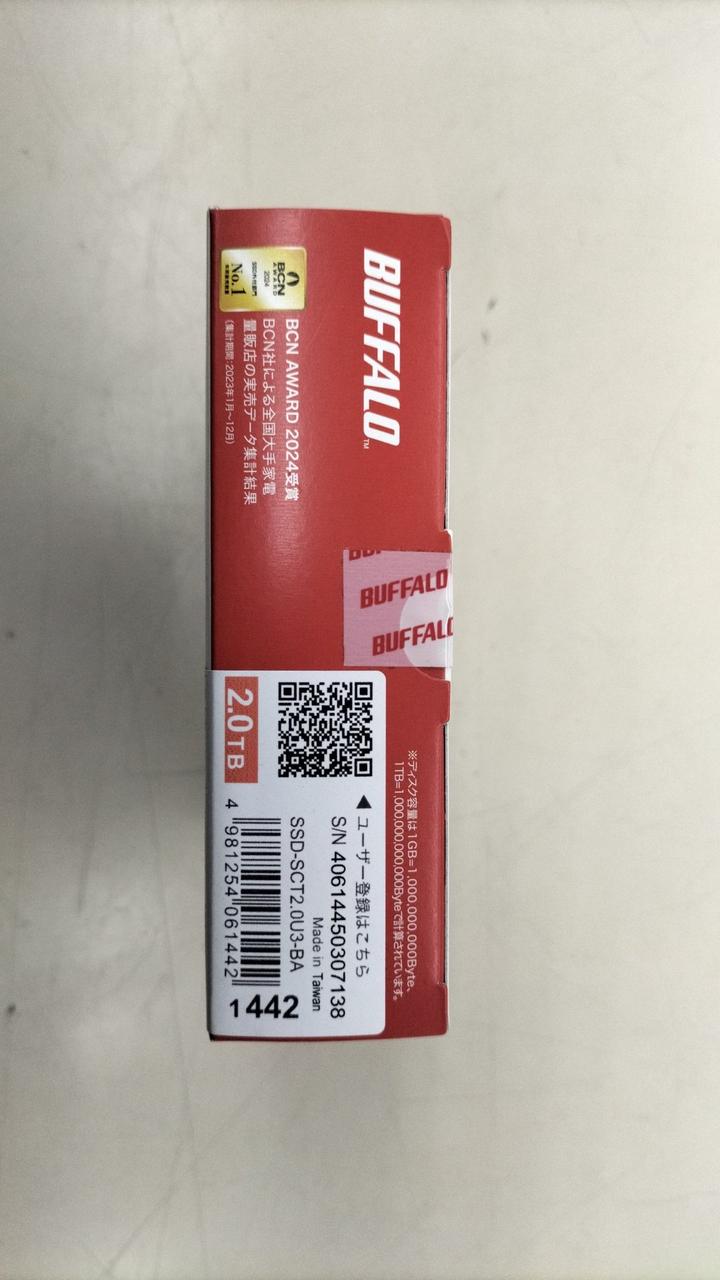 BUFFALO™
BCN
AWARD
2024
No.1
BCN AWARD 2024受賞
BCN社による全国大手家電
量販店の実売データ集計結果
(集計期間:2023年1月~12月)
BUFFALO
BUFFALO
※ディスク容量は1GB=1,000,000,000Byte、
1TB=1,000,000,000,000Byteで計算されています。
◀ユーザー登録はこちら
S/N 40614450307138
Made in Taiwan
SSD-SCT2.0U3-BA
2.0TB
4 981254 061442
1 442